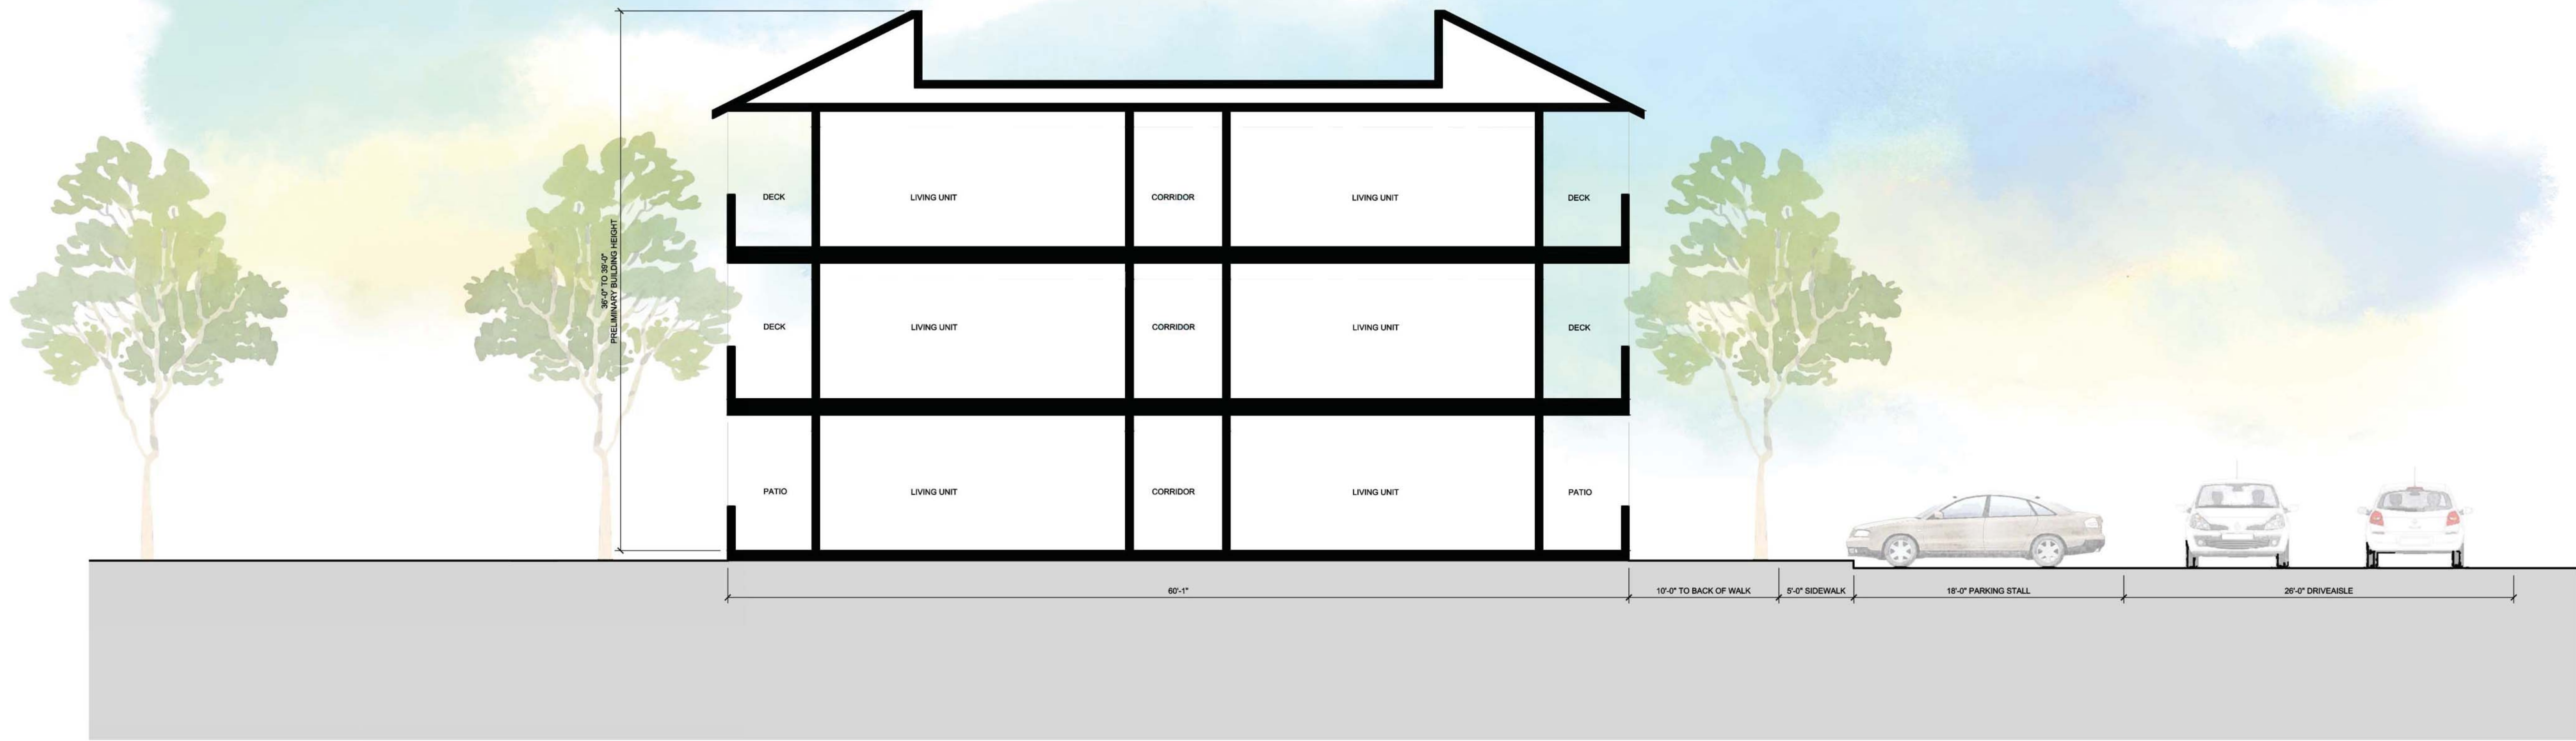 36'-0" TO 39'-0"
PRELIMINARY BUILDING HEIGHT
DECK
LIVING UNIT
CORRIDOR
LIVING UNIT
DECK
DECK
LIVING UNIT
CORRIDOR
LIVING UNIT
DECK
PATIO
LIVING UNIT
CORRIDOR
LIVING UNIT
PATIO
60'-1"
10'-0" TO BACK OF WALK
5'-0" SIDEWALK
18'-0" PARKING STALL
26'-0" DRIVEAISLE